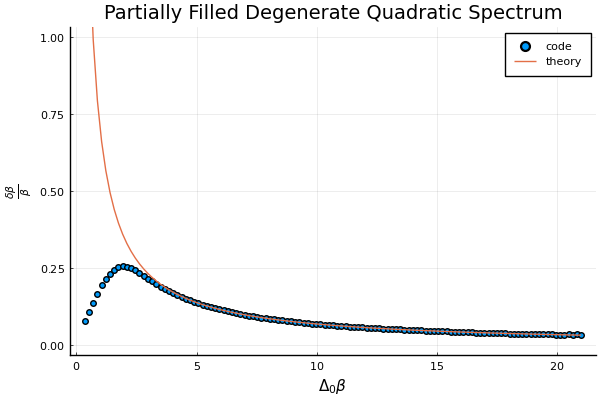 Partially Filled Degenerate Quadratic Spectrum
code
theory
1.00
0.75
0.50
0.25
0.00
δβ
β
0
5
10
15
20
Δ₀β